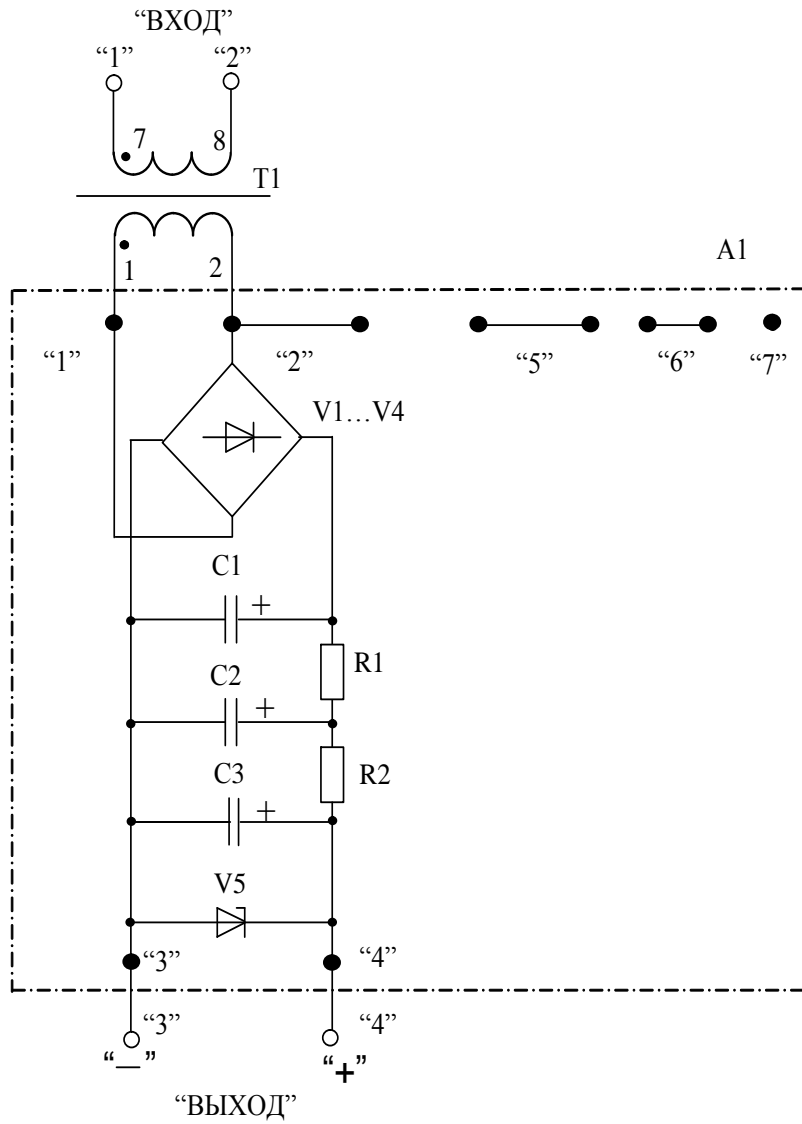 “ВХОД”
“1” “2”
7 8
T1
1 2
A1
“1” “2” “5” “6” “7”
V1...V4
C1
+
R1
C2
+
R2
C3
+
V5
“3” “4”
“3” “4”
“—” “+”
“ВЫХОД”